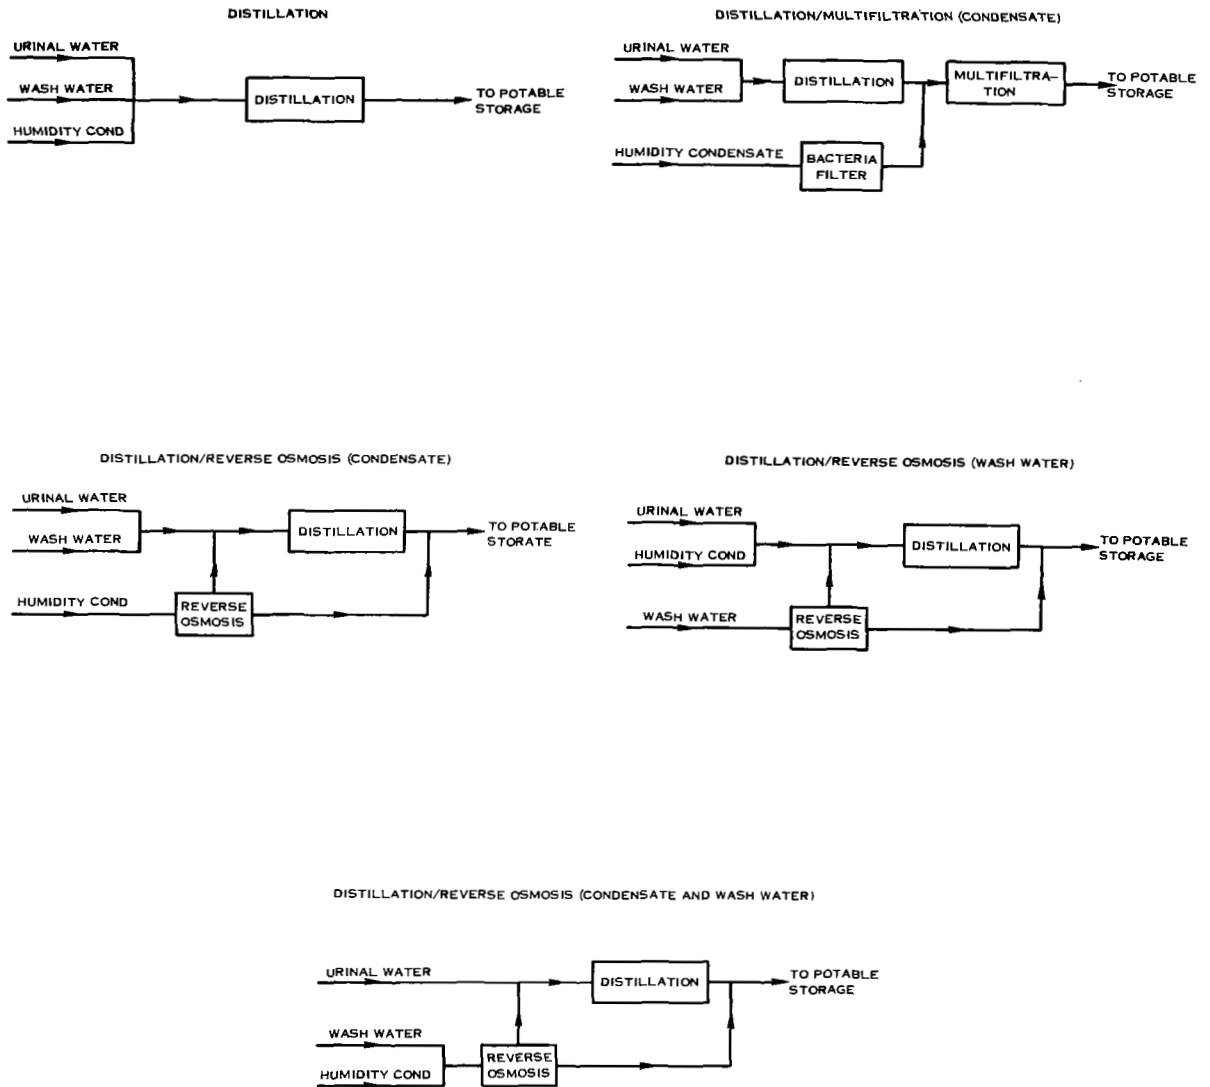 DISTILLATION
URINAL WATER
WASH WATER
HUMIDITY COND
DISTILLATION
TO POTABLE
STORAGE
DISTILLATION/MULTIFILTRATION (CONDENSATE)
URINAL WATER
WASH WATER
HUMIDITY CONDENSATE
DISTILLATION
BACTERIA
FILTER
MULTIFILTRA-
TION
TO POTABLE
STORAGE
DISTILLATION/REVERSE OSMOSIS (CONDENSATE)
URINAL WATER
WASH WATER
HUMIDITY COND
REVERSE
OSMOSIS
DISTILLATION
TO POTABLE
STORATE
DISTILLATION/REVERSE OSMOSIS (WASH WATER)
URINAL WATER
HUMIDITY COND
WASH WATER
REVERSE
OSMOSIS
DISTILLATION
TO POTABLE
STORAGE
DISTILLATION/REVERSE OSMOSIS (CONDENSATE AND WASH WATER)
URINAL WATER
WASH WATER
HUMIDITY COND
REVERSE
OSMOSIS
DISTILLATION
TO POTABLE
STORAGE